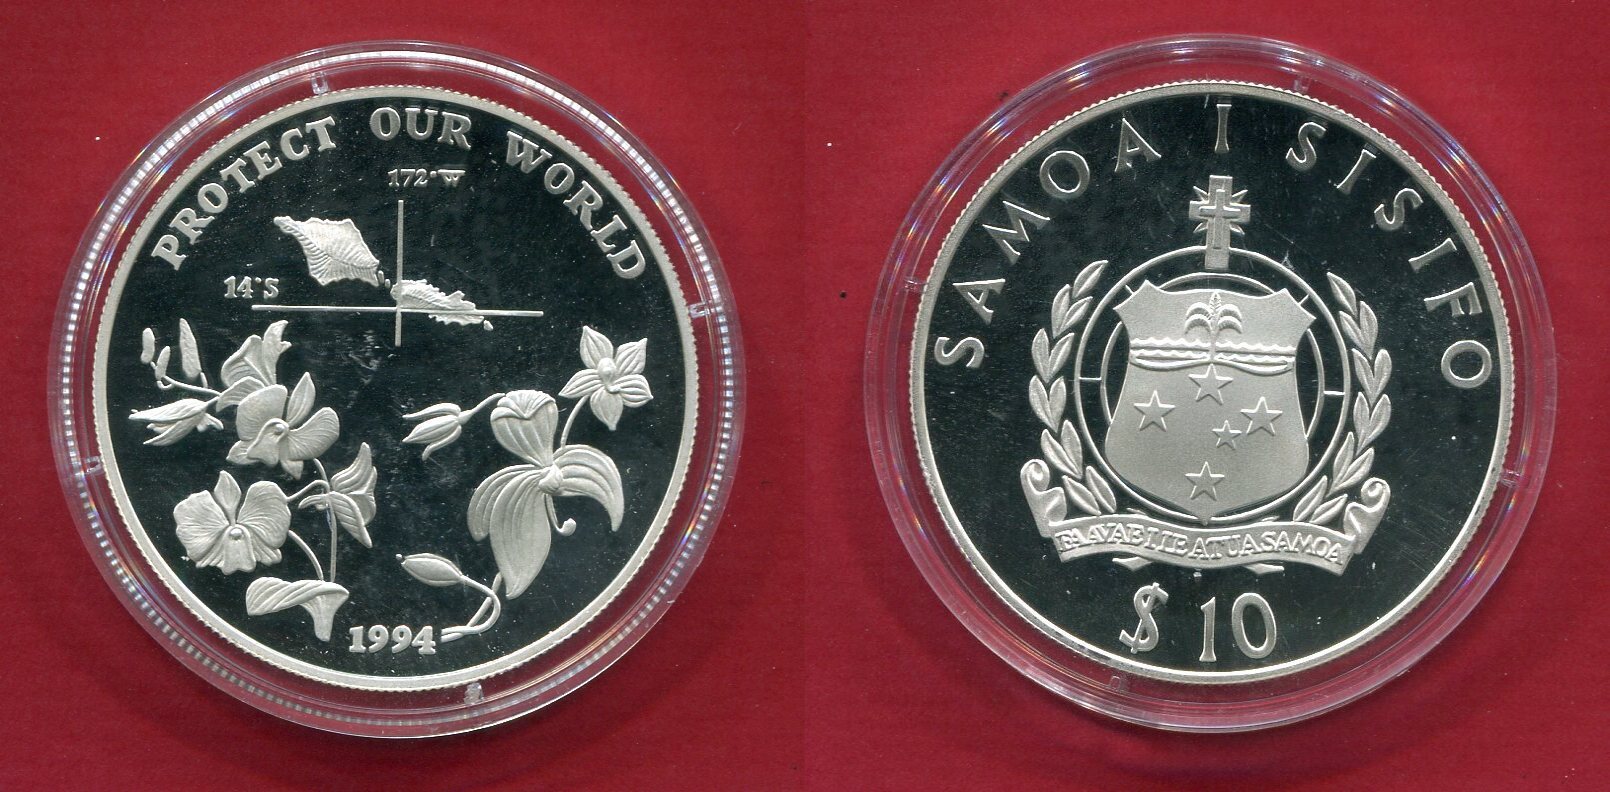 PROTECT OUR WORLD
172°W
14°S
1994
SAMOA I SISIFO
FAAVAE I LE ATUA SAMOA
$10